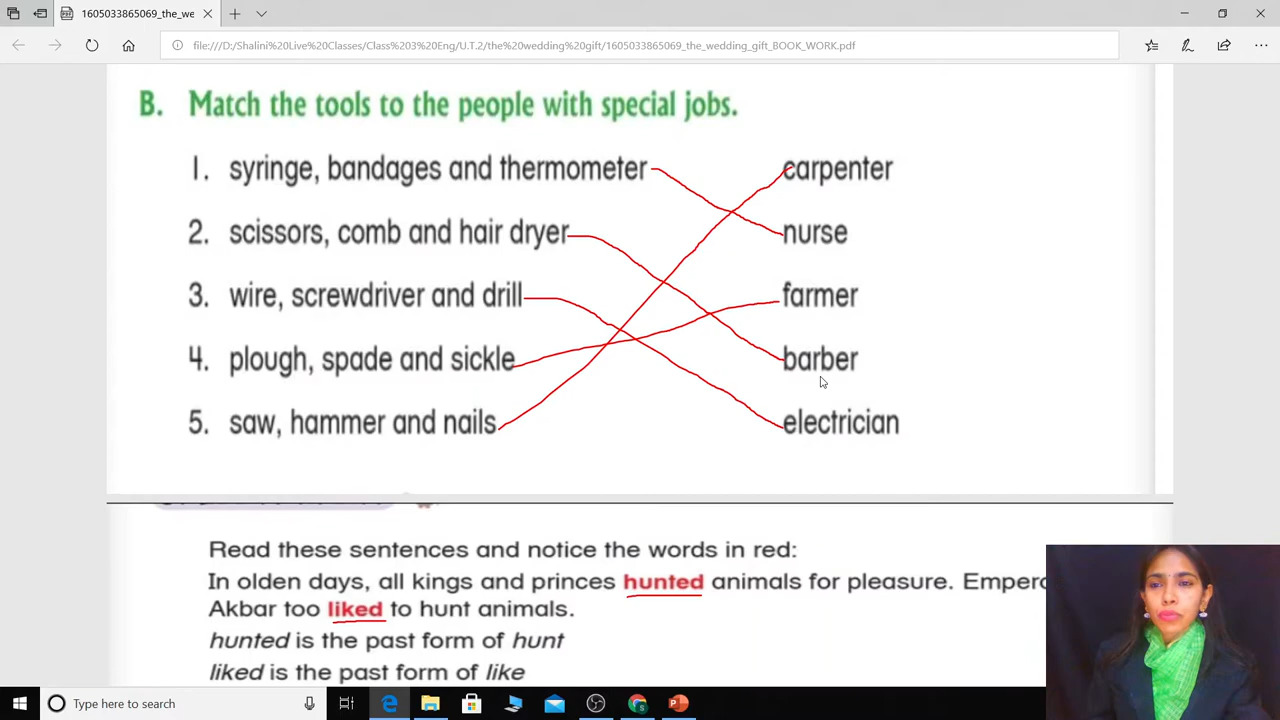 1605033865069_the_we
file:///D:/Shalini%20Live%20Classes/Class%203%20Eng/U.T.2/the%20wedding%20gift/1605033865069_the_wedding_gift_BOOK_WORK.pdf
B. Match the tools to the people with special jobs.
1. syringe, bandages and thermometer carpenter
2. scissors, comb and hair dryer nurse
3. wire, screwdriver and drill farmer
4. plough, spade and sickle barber
5. saw, hammer and nails electrician
Read these sentences and notice the words in red:
In olden days, all kings and princes hunted animals for pleasure. Empero
Akbar too liked to hunt animals.
hunted is the past form of hunt
liked is the past form of like
Type here to search